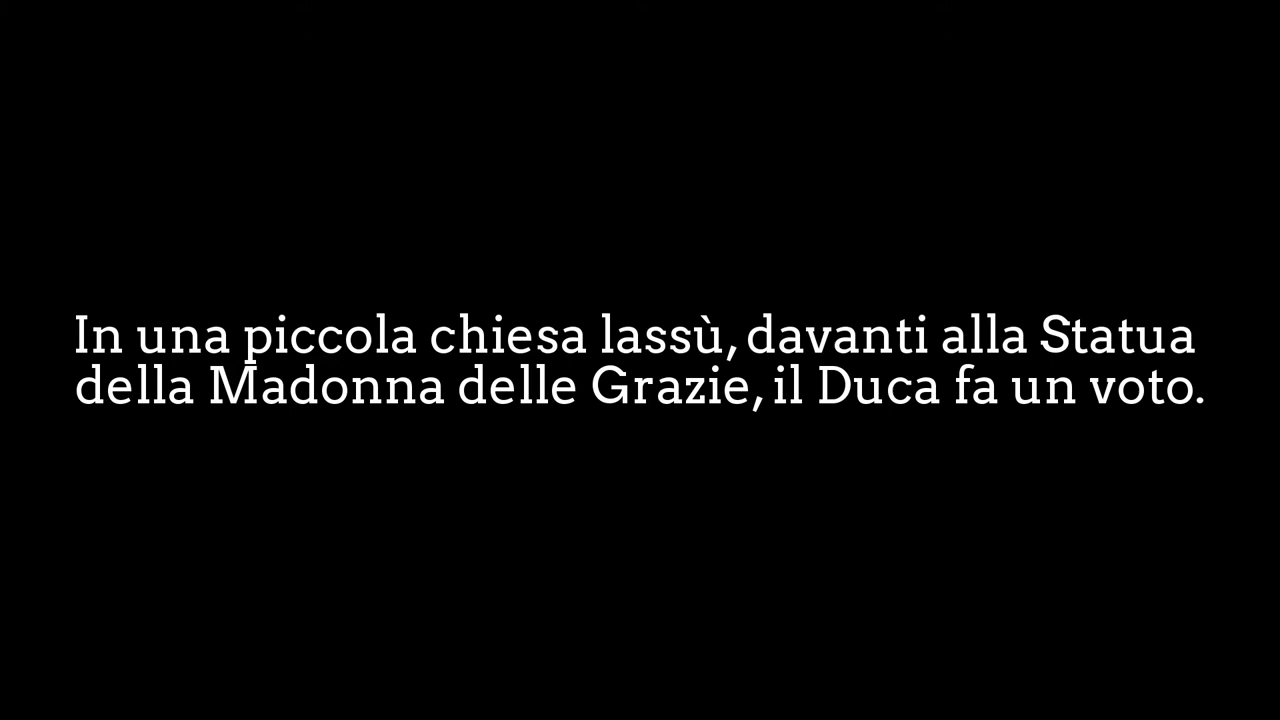 In una piccola chiesa lassù, davanti alla Statua
della Madonna delle Grazie, il Duca fa un voto.